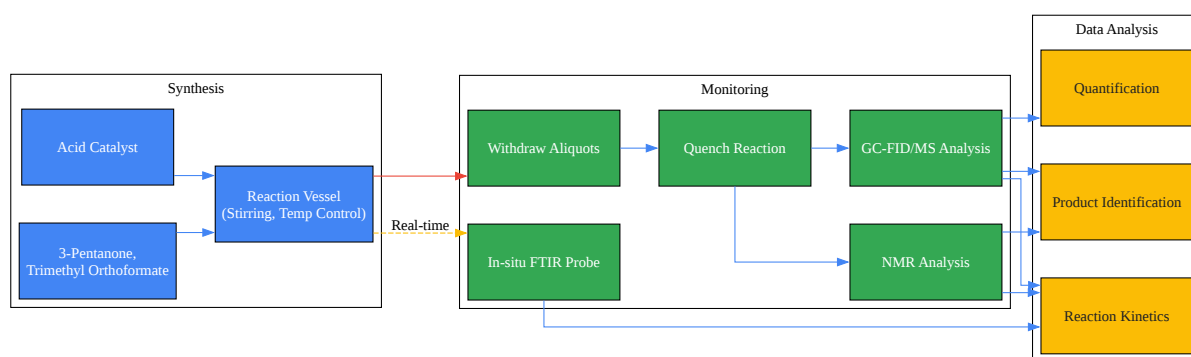 Data Analysis
Synthesis
Monitoring
Acid Catalyst
3-Pentanone,
Trimethyl Orthoformate
Reaction Vessel
(Stirring, Temp Control)
Real-time
Withdraw Aliquots
In-situ FTIR Probe
Quench Reaction
GC-FID/MS Analysis
NMR Analysis
Quantification
Product Identification
Reaction Kinetics